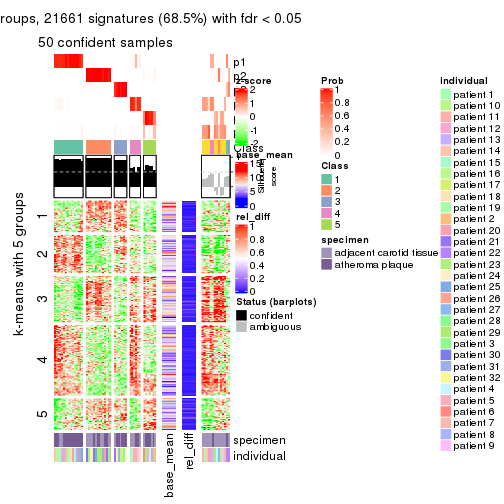 roups, 21661 signatures (68.5%) with fdr < 0.05
50 confident samples
p1
p2
Class
z-score
2
1
0
-1
-2
base_mean
15
10
5
0
Silhouette
score
rel_diff
1
0.8
0.6
0.4
0.2
0
Status (barplots)
confident
ambiguous
Prob
1
0.8
0.6
0.4
0.2
0
Class
1
2
3
4
5
specimen
adjacent carotid tissue
atheroma plaque
individual
patient 1
patient 10
patient 11
patient 12
patient 13
patient 14
patient 15
patient 16
patient 17
patient 18
patient 19
patient 2
patient 20
patient 21
patient 22
patient 23
patient 24
patient 25
patient 26
patient 27
patient 28
patient 29
patient 3
patient 30
patient 31
patient 32
patient 4
patient 5
patient 6
patient 7
patient 8
patient 9
k-means with 5 groups
1
2
3
4
5
specimen
individual
base_mean
rel_diff